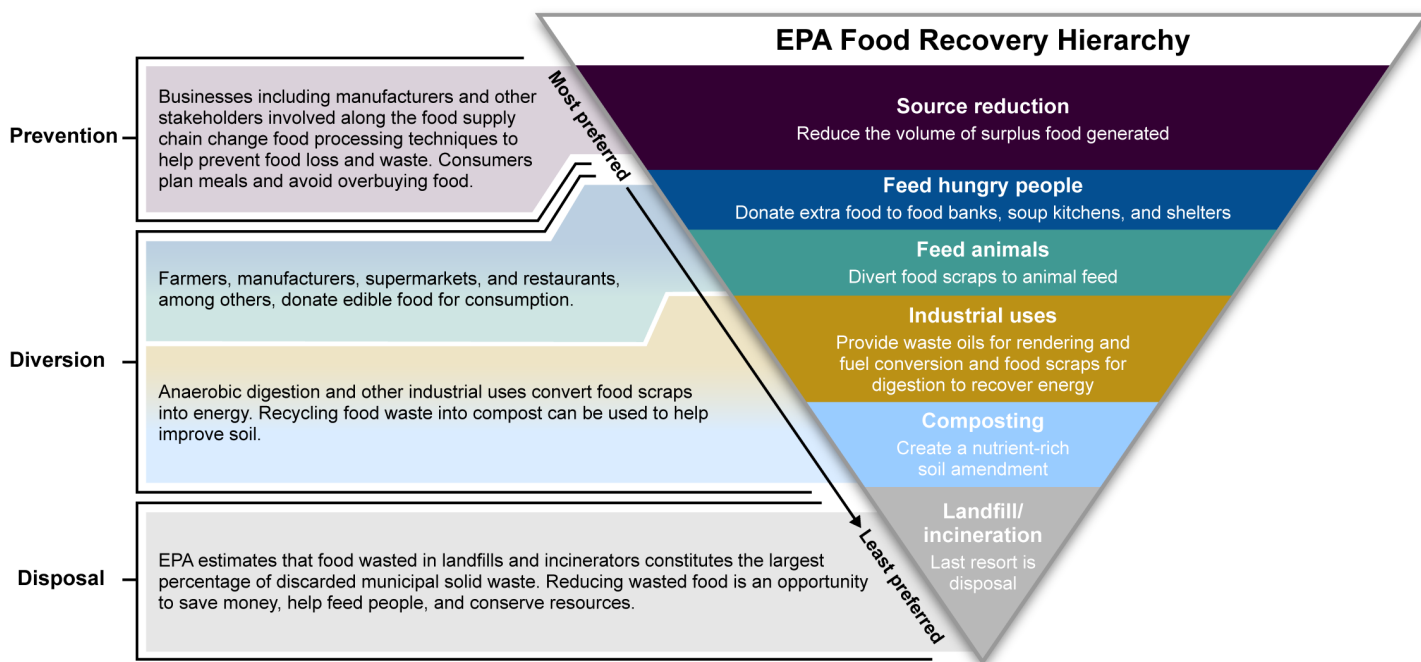 EPA Food Recovery Hierarchy
Prevention
Businesses including manufacturers and other
stakeholders involved along the food supply
chain change food processing techniques to
help prevent food loss and waste. Consumers
plan meals and avoid overbuying food.
Most preferred
Source reduction
Reduce the volume of surplus food generated
Feed hungry people
Donate extra food to food banks, soup kitchens, and shelters
Diversion
Farmers, manufacturers, supermarkets, and restaurants,
among others, donate edible food for consumption.
Feed animals
Divert food scraps to animal feed
Anaerobic digestion and other industrial uses convert food scraps
into energy. Recycling food waste into compost can be used to help
improve soil.
Industrial uses
Provide waste oils for rendering and
fuel conversion and food scraps for
digestion to recover energy
Composting
Create a nutrient-rich
soil amendment
Disposal
EPA estimates that food wasted in landfills and incinerators constitutes the largest
percentage of discarded municipal solid waste. Reducing wasted food is an opportunity
to save money, help feed people, and conserve resources.
Least preferred
Landfill/
incineration
Last resort is
disposal